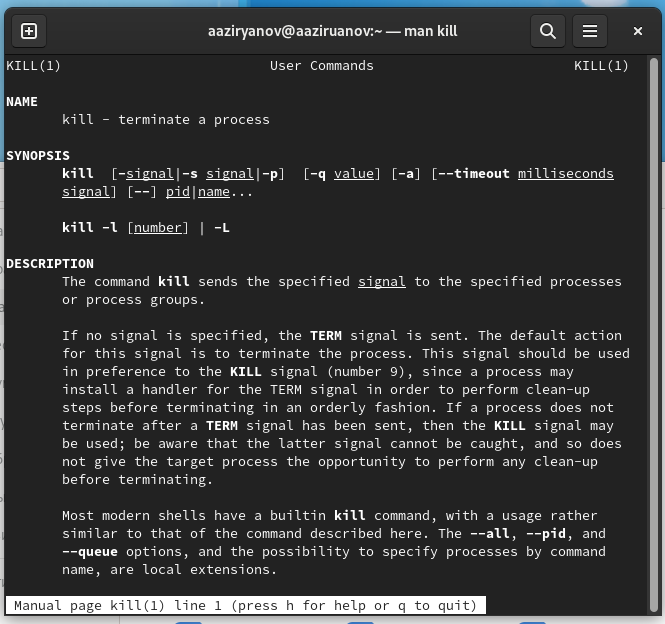 aaziryanov@aaziruanov:~ — man kill
KILL(1) User Commands KILL(1)
NAME
kill - terminate a process
SYNOPSIS
kill [-signal|-s signal|-p] [-q value] [-a] [--timeout milliseconds
signal] [--] pid|name...
kill -l [number] | -L
DESCRIPTION
The command kill sends the specified signal to the specified processes
or process groups.
If no signal is specified, the TERM signal is sent. The default action
for this signal is to terminate the process. This signal should be used
in preference to the KILL signal (number 9), since a process may
install a handler for the TERM signal in order to perform clean-up
steps before terminating in an orderly fashion. If a process does not
terminate after a TERM signal has been sent, then the KILL signal may
be used; be aware that the latter signal cannot be caught, and so does
not give the target process the opportunity to perform any clean-up
before terminating.
Most modern shells have a builtin kill command, with a usage rather
similar to that of the command described here. The --all, --pid, and
--queue options, and the possibility to specify processes by command
name, are local extensions.
Manual page kill(1) line 1 (press h for help or q to quit)